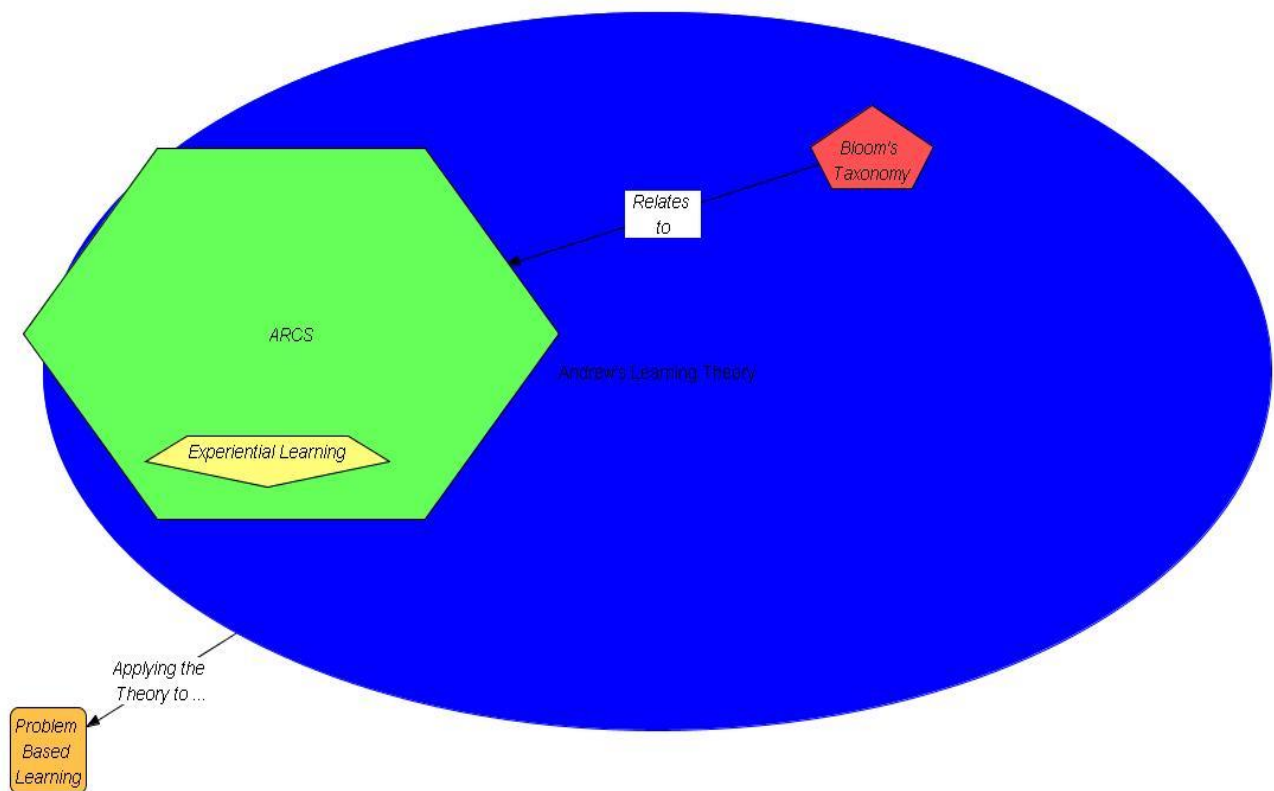 Bloom's
Taxonomy
Relates
to
ARCS
Andrew's Learning Theory
Experiential Learning
Applying the
Theory to ...
Problem
Based
Learning